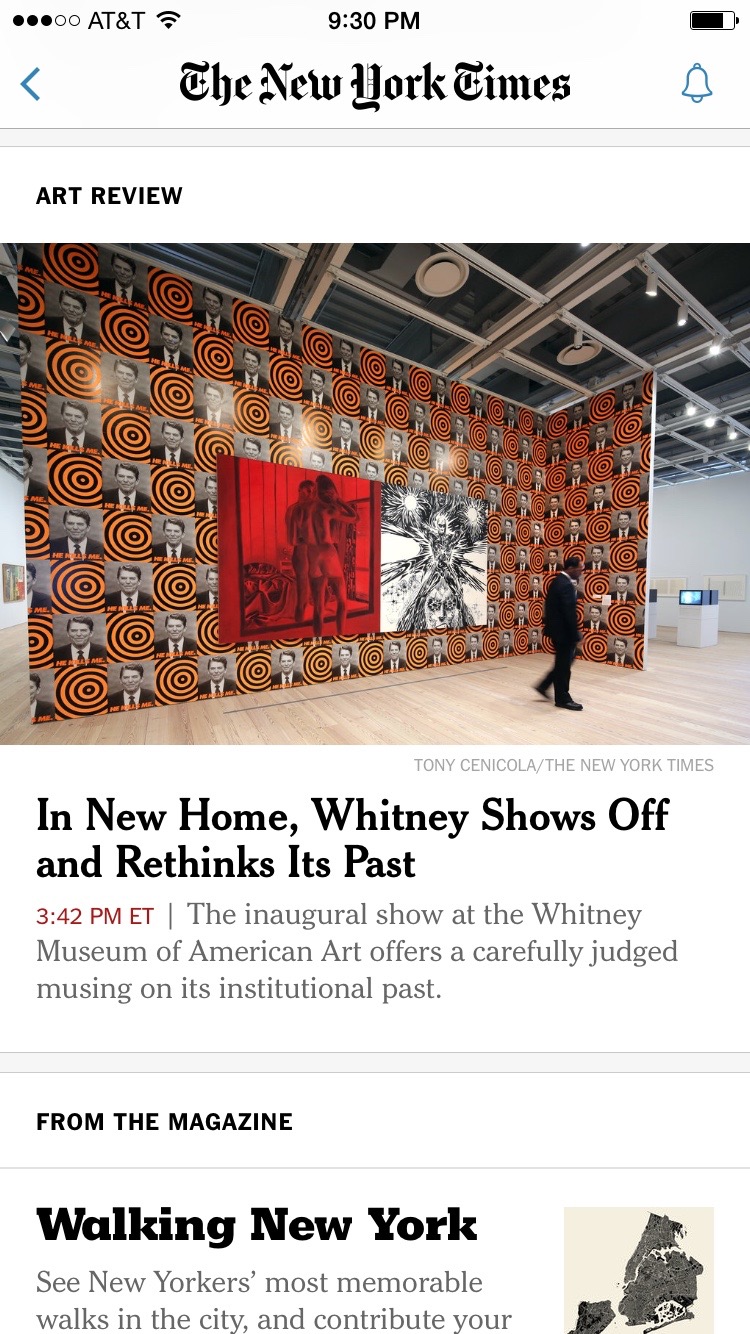 AT&T 9:30 PM
The New York Times
ART REVIEW
HE KILLS ME.
TONY CENICOLA/THE NEW YORK TIMES
In New Home, Whitney Shows Off
and Rethinks Its Past
3:42 PM ET | The inaugural show at the Whitney
Museum of American Art offers a carefully judged
musing on its institutional past.
FROM THE MAGAZINE
Walking New York
See New Yorkers’ most memorable
walks in the city, and contribute your